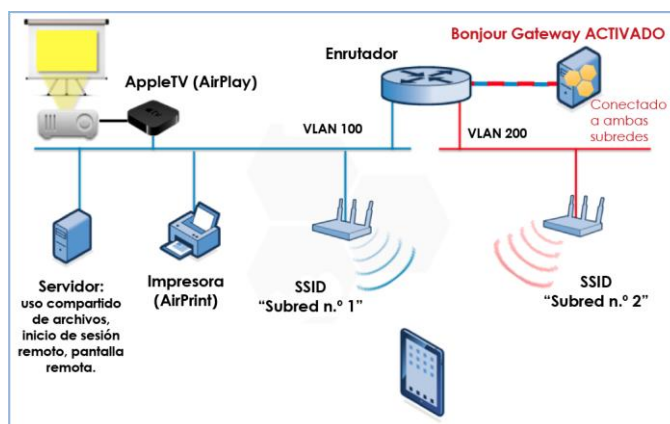 Bonjour Gateway ACTIVADO
Enrutador
AppleTV (AirPlay)
Conectado
a ambas
subredes
VLAN 100
VLAN 200
Servidor:
uso compartido
de archivos,
inicio de sesión
remoto, pantalla
remota.
Impresora
(AirPrint)
SSID
“Subred n.º 1”
SSID
“Subred n.º 2”